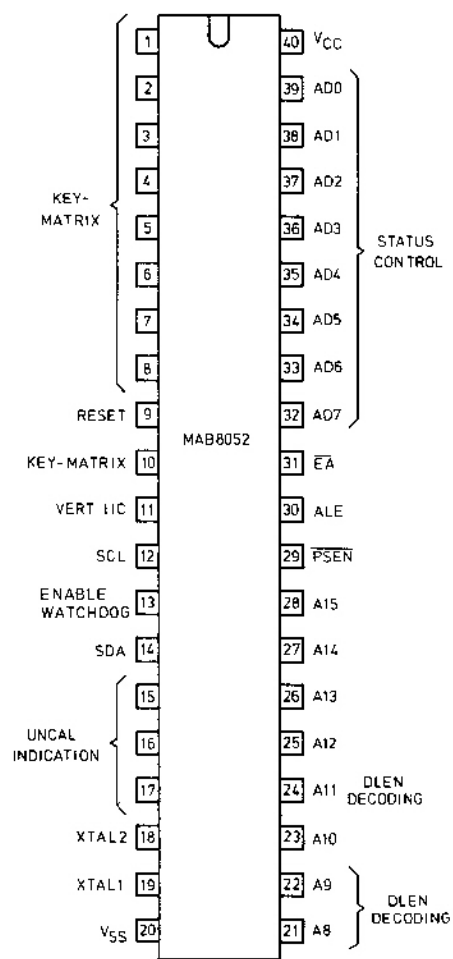 1 40 VCC
2 39 AD0
3 38 AD1
4 37 AD2
KEY-
MATRIX
5 36 AD3
STATUS
CONTROL
6 35 AD4
7 34 AD5
8 33 AD6
RESET 9 32 AD7
MAB8052
KEY-MATRIX 10 31 EA
VERT IIC 11 30 ALE
SCL 12 29 PSEN
ENABLE
WATCHDOG 13 28 A15
SDA 14 27 A14
15 26 A13
UNCAL
INDICATION
16 25 A12
17 24 A11 DLEN
DECODING
XTAL2 18 23 A10
XTAL1 19 22 A9
DLEN
DECODING
VSS 20 21 A8